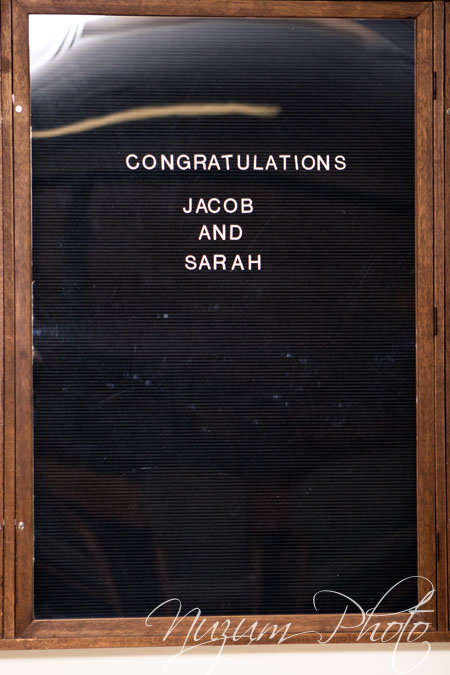 CONGRATULATIONS
JACOB
AND
SARAH
Nuzum Photo